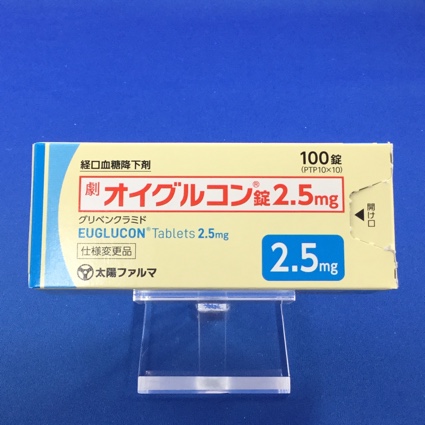 経口血糖降下剤
100錠
(PTP10×10)
劇 オイグルコン®錠2.5mg
グリベンクラミド
EUGLUCON® Tablets 2.5mg
仕様変更品
太陽ファルマ
2.5mg
開け口